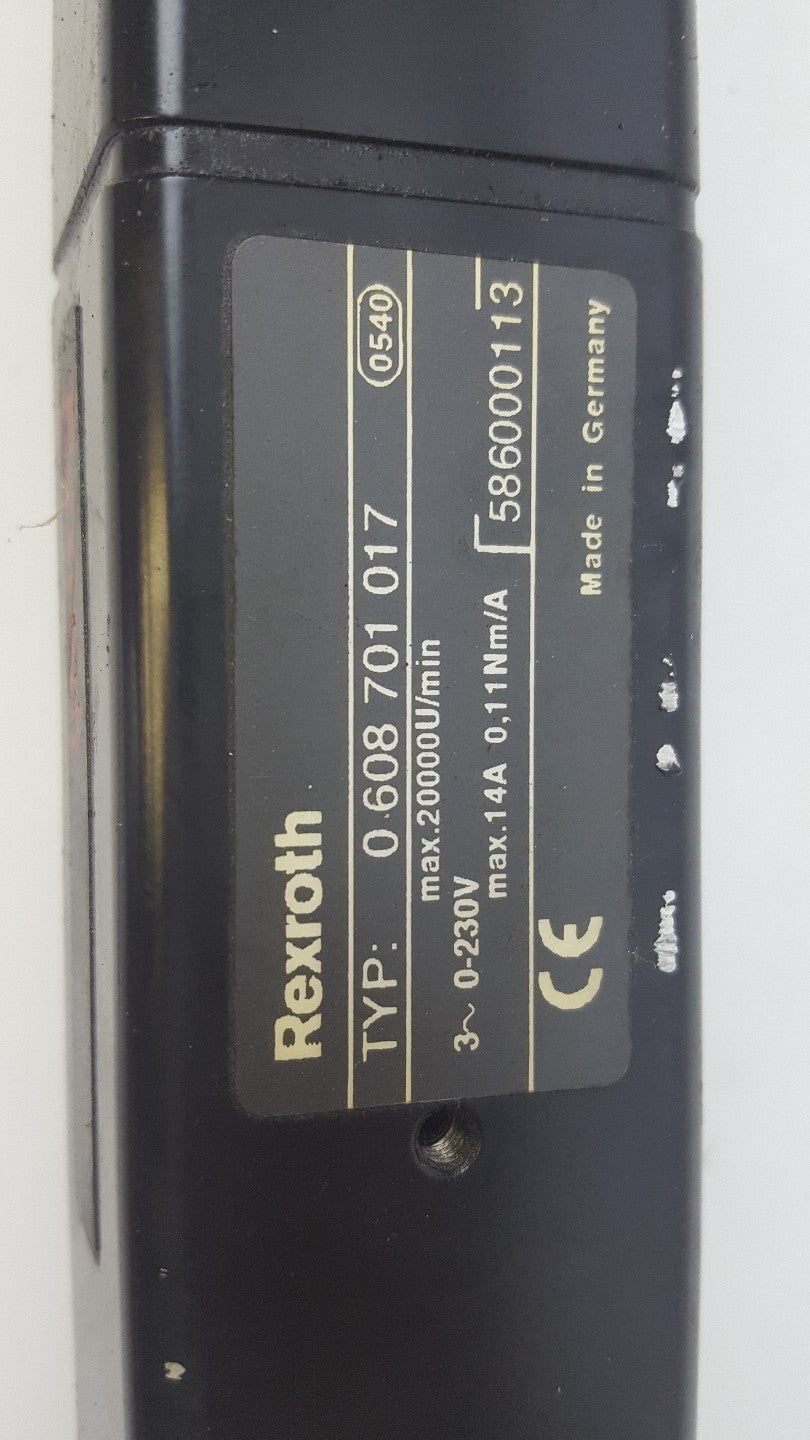 Rexroth
TYP: 0 608 701 017 0540
max.20000U/min
3~ 0-230V
max.14A 0,11Nm/A 586000113
CE Made in Germany